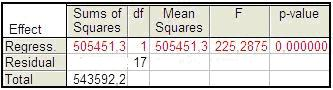 Effect Sums of Squares df Mean Squares F p-value
Regress. 505451,3 1 505451,3 225,2875 0,000000
Residual 17
Total 543592,2